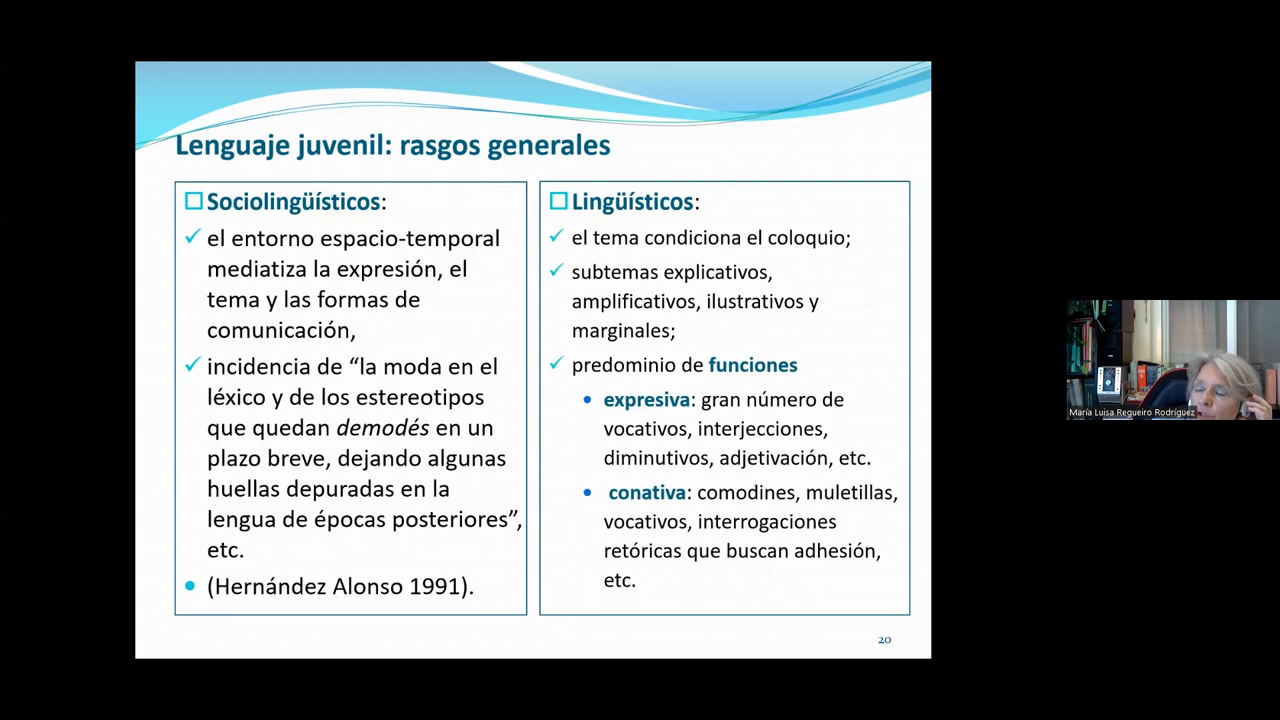 Lenguaje juvenil: rasgos generales
Sociolingüísticos:
el entorno espacio-temporal
mediatiza la expresión, el
tema y las formas de
comunicación,
incidencia de “la moda en el
léxico y de los estereotipos
que quedan demodés en un
plazo breve, dejando algunas
huellas depuradas en la
lengua de épocas posteriores”,
etc.
(Hernández Alonso 1991).
Lingüísticos:
el tema condiciona el coloquio;
subtemas explicativos,
amplificativos, ilustrativos y
marginales;
predominio de funciones
expresiva: gran número de
vocativos, interjecciones,
diminutivos, adjetivación, etc.
conativa: comodines, muletillas,
vocativos, interrogaciones
retóricas que buscan adhesión,
etc.
20
María Luisa Regueiro Rodríguez